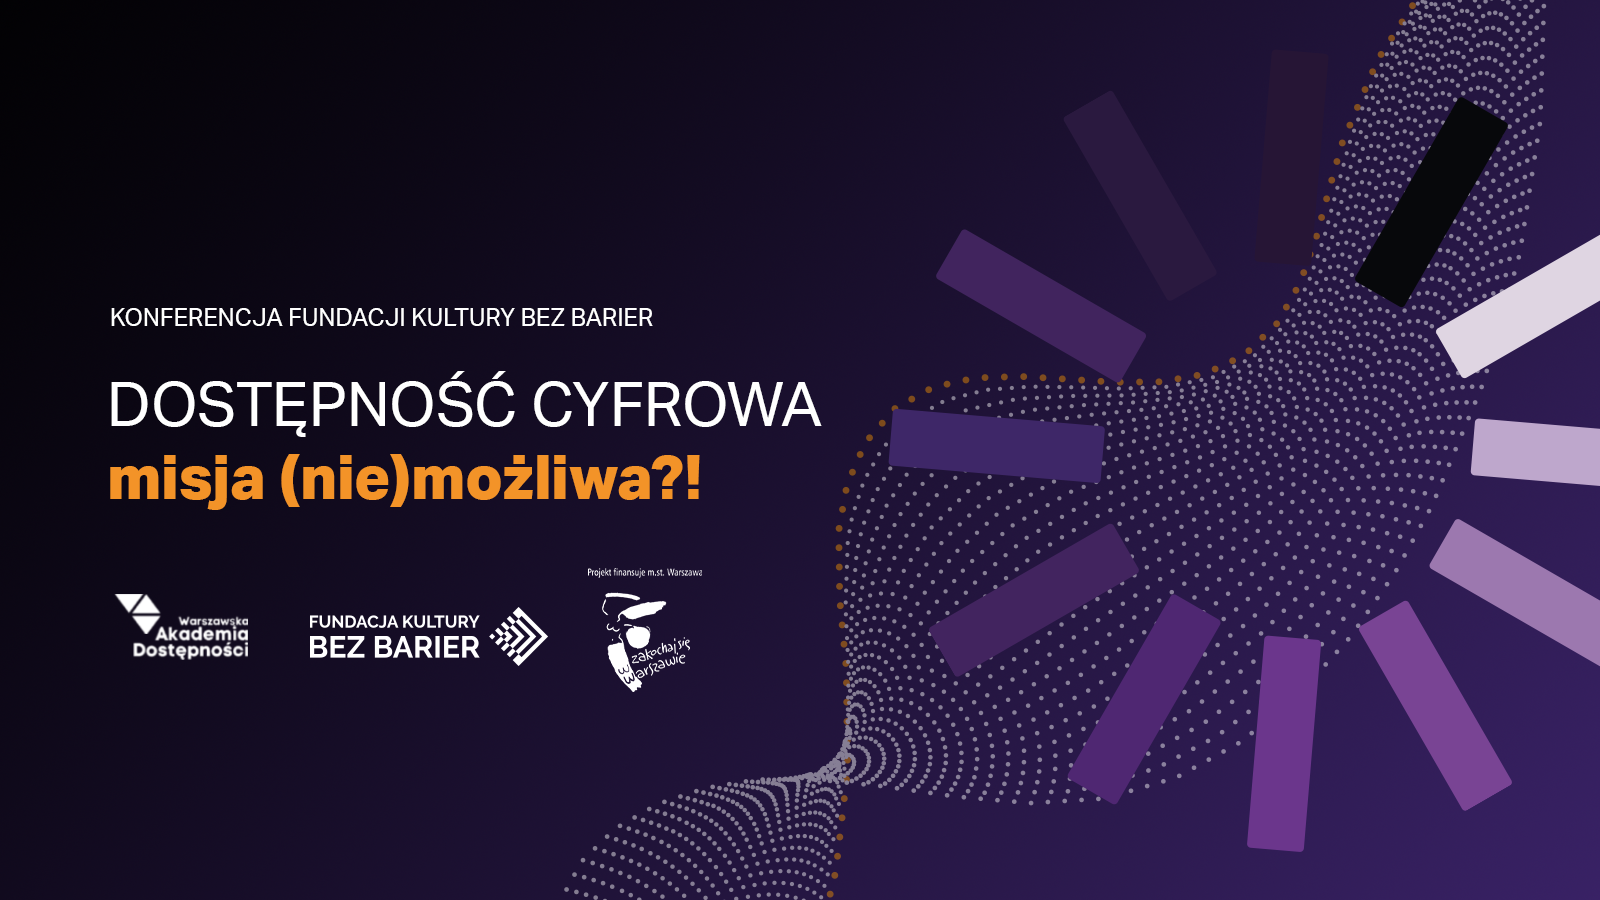 KONFERENCJA FUNDACJI KULTURY BEZ BARIER
DOSTĘPNOŚĆ CYFROWA
misja (nie)możliwa?!
Warszawska
Akademia
Dostępności
FUNDACJA KULTURY
BEZ BARIER
Projekt finansuje m.st. Warszawa
zakochaj się
w Warszawie